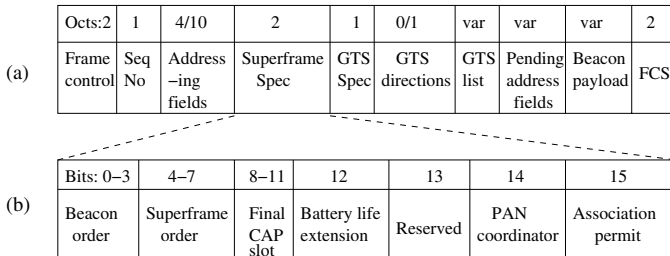 Octs:2 1 4/10 2 1 0/1 var var var 2
(a)
Frame Seq Address Superframe GTS GTS GTS Pending Beacon FCS
control No −ing Spec Spec directions list address payload
fields fields
Bits: 0−3 4−7 8−11 12 13 14 15
(b)
Beacon Superframe Final Battery life Reserved PAN Association
order order CAP extension coordinator permit
slot